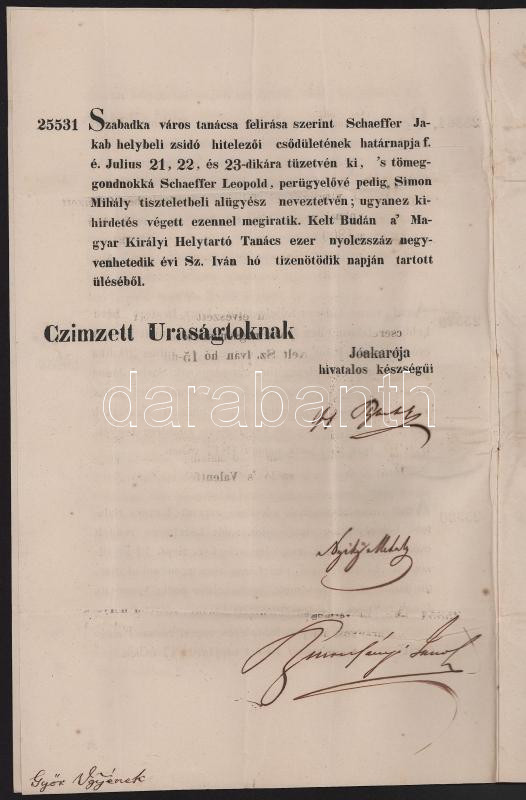 25531 Szabadka város tanácsa felirása szerint Schaeffer Ja-
kab helybeli zsidó hitelezői csődületének határnapja f.
é. Julius 21, 22, és 23-dikára tüzetvén ki, 's tömeg-
gondnokká Schaeffer Leopold, perügyelővé pedig Simon
Mihály tiszteletbeli alügyész neveztetvén; ugyanez ki-
hirdetés végett ezennel megiratik. Kelt Budán a' Ma-
gyar Királyi Helytartó Tanács ezer nyolczszáz negy-
venhetedik évi Sz. Iván hó tizenötödik napján tartott
üléséből.
Czimzett Uraságtoknak
Jóakarója
hivatalos készségűi
darabanth
Győr Vgyének